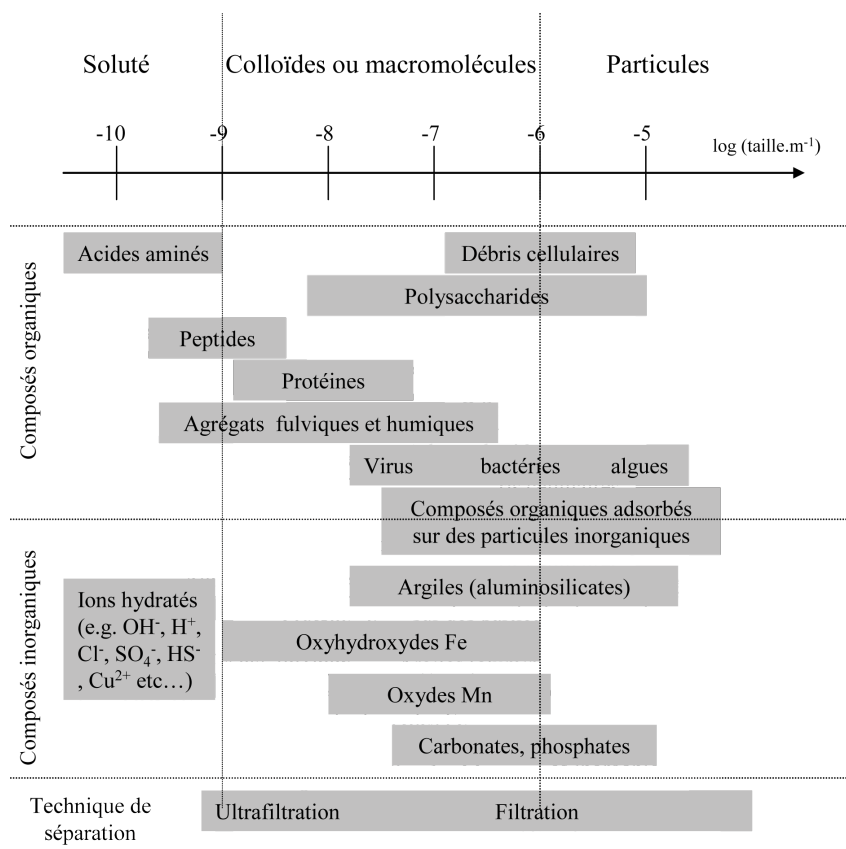 Soluté
Colloïdes ou macromolécules
Particules
-10
-9
-8
-7
-6
-5
log (taille.m⁻¹)
Composés organiques
Acides aminés
Débris cellulaires
Polysaccharides
Peptides
Protéines
Agrégats fulviques et humiques
Virus bactéries algues
Composés organiques adsorbés
sur des particules inorganiques
Composés inorganiques
Argiles (aluminosilicates)
Ions hydratés
(e.g. OH⁻, H⁺,
Cl⁻, SO₄⁻, HS⁻
, Cu²⁺ etc…)
Oxyhydroxydes Fe
Oxydes Mn
Carbonates, phosphates
Technique de
séparation
Ultrafiltration
Filtration